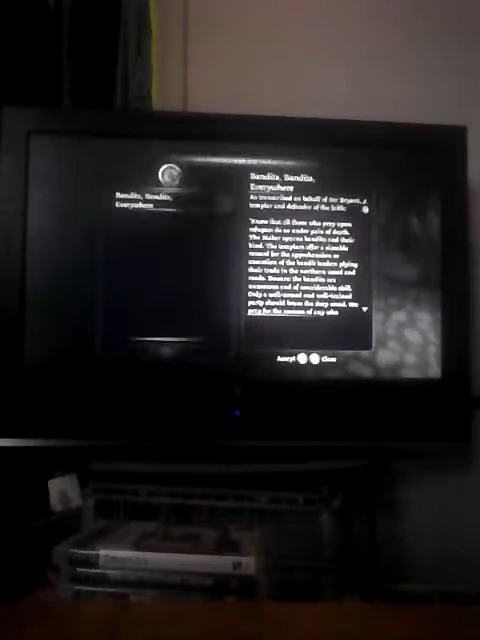 Bandits, Bandits,
Everywhere
Bandits, Bandits,
Everywhere
As transcribed on behalf of Ser Bryant, a
templar and defender of the faith:
"Know that all those who prey upon
refugees do so under pain of death.
The Maker spurns bandits and their
kind. The templars offer a sizeable
reward for the apprehension or
execution of the bandit leaders plying
their trade in the northern wood and
roads. Beware: the bandits are
numerous and of considerable skill.
Only a well-armed and well-trained
party should brave the
pray for the success of any who
Accept
Close